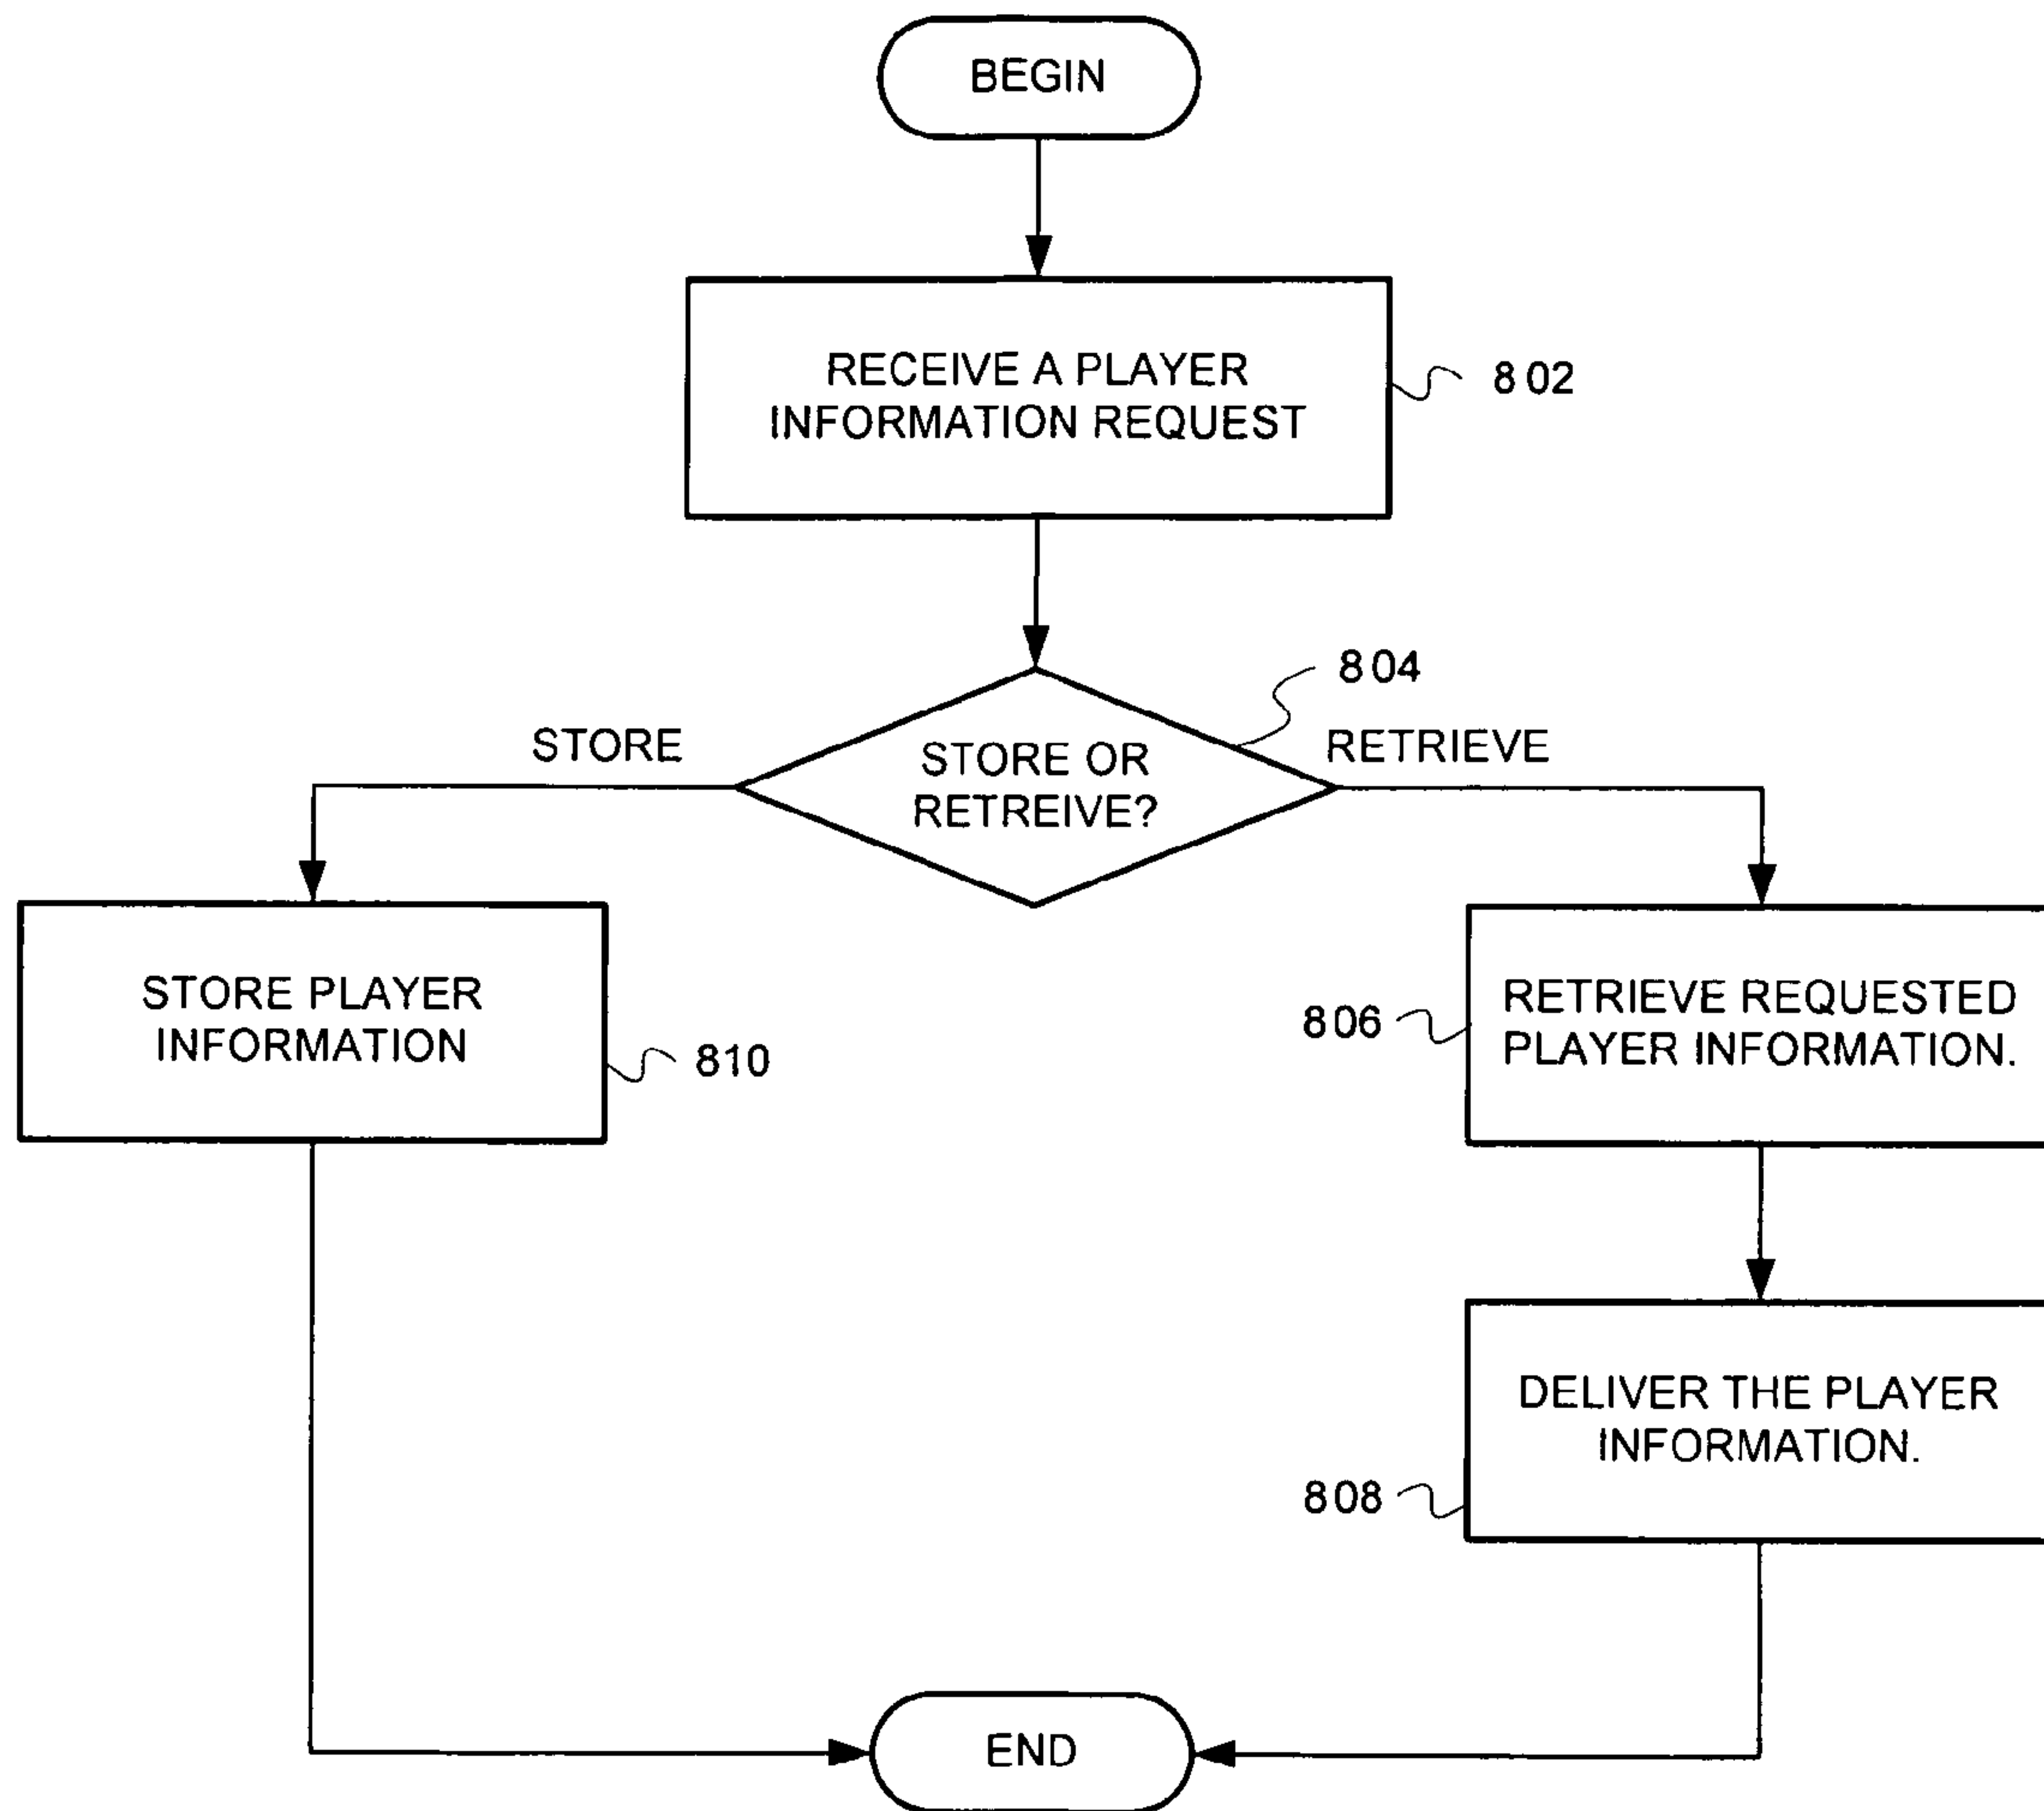 BEGIN
RECEIVE A PLAYER
INFORMATION REQUEST
802
804
STORE
STORE OR
RETREIVE?
RETRIEVE
STORE PLAYER
INFORMATION
810
RETRIEVE REQUESTED
PLAYER INFORMATION.
806
DELIVER THE PLAYER
INFORMATION.
808
END